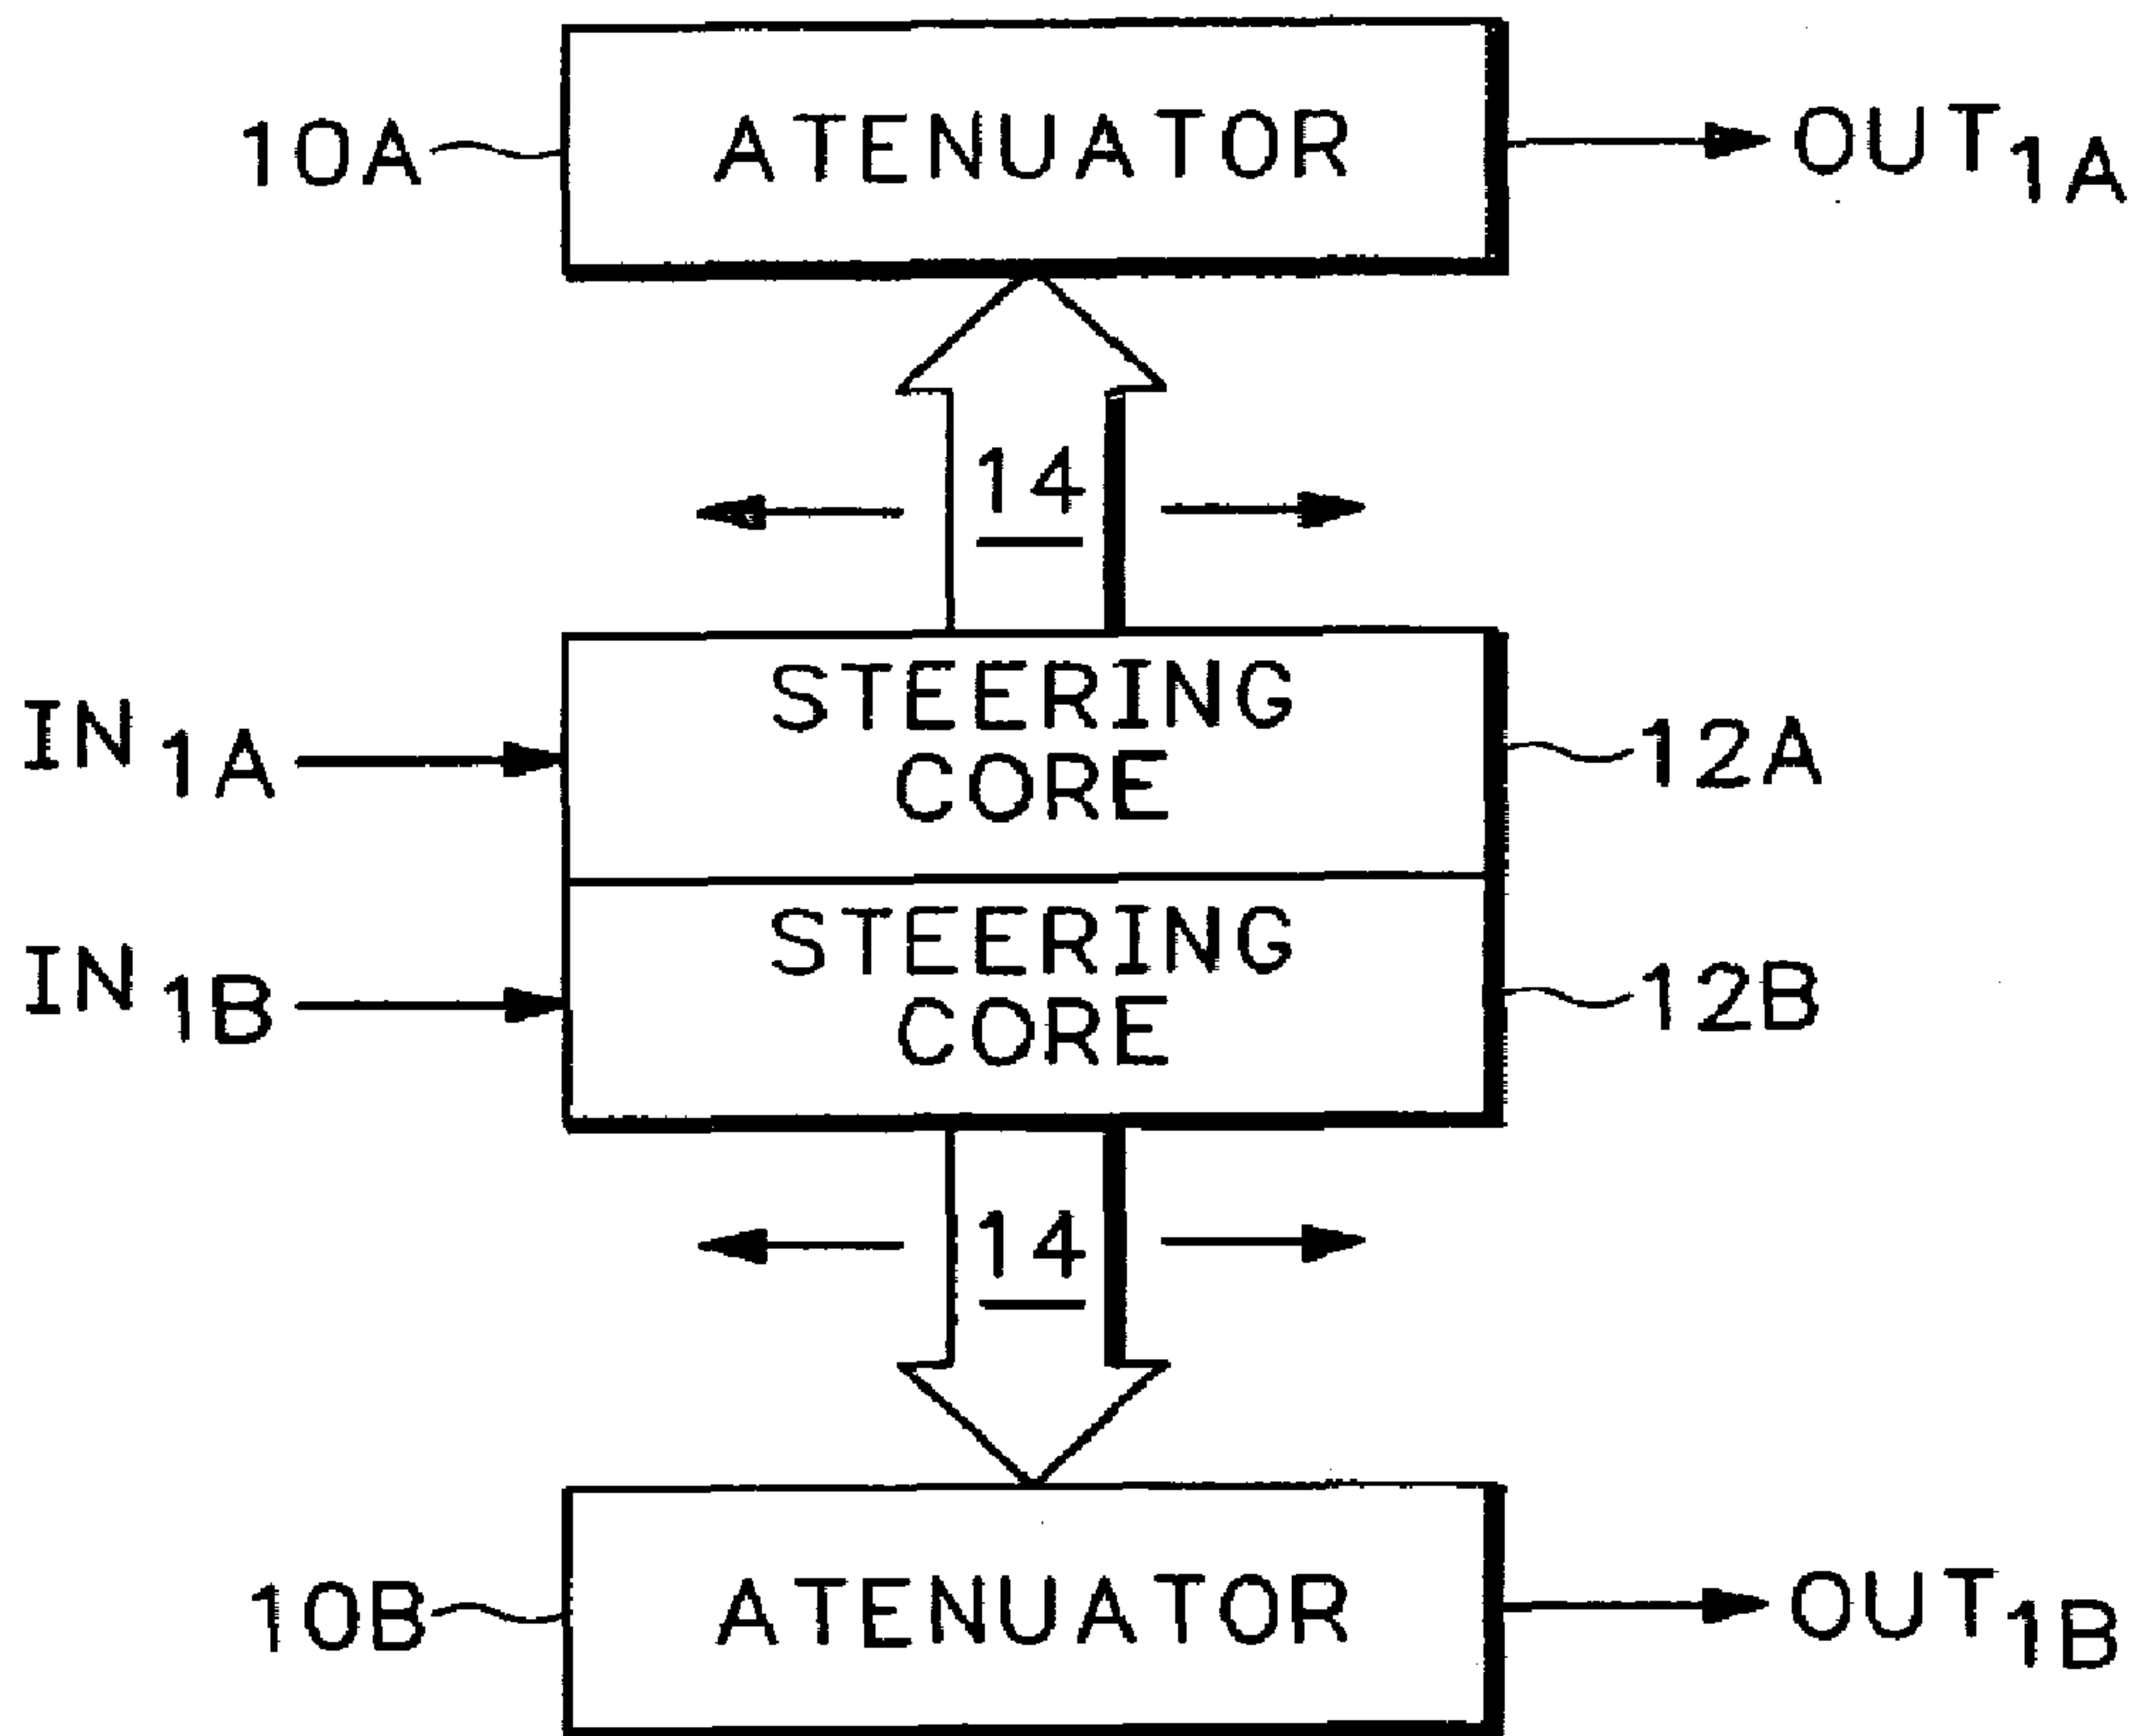 10A ATENUATOR OUT1A
14
IN1A STEERING
CORE 12A
IN1B STEERING
CORE 12B
14
10B ATENUATOR OUT1B